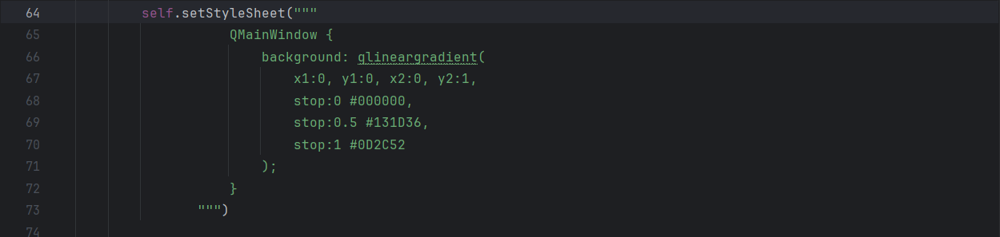 64 self.setStyleSheet("""
65 QMainWindow {
66 background: qlineargradient(
67 x1:0, y1:0, x2:0, y2:1,
68 stop:0 #000000,
69 stop:0.5 #131D36,
70 stop:1 #0D2C52
71 );
72 }
73 """)
74